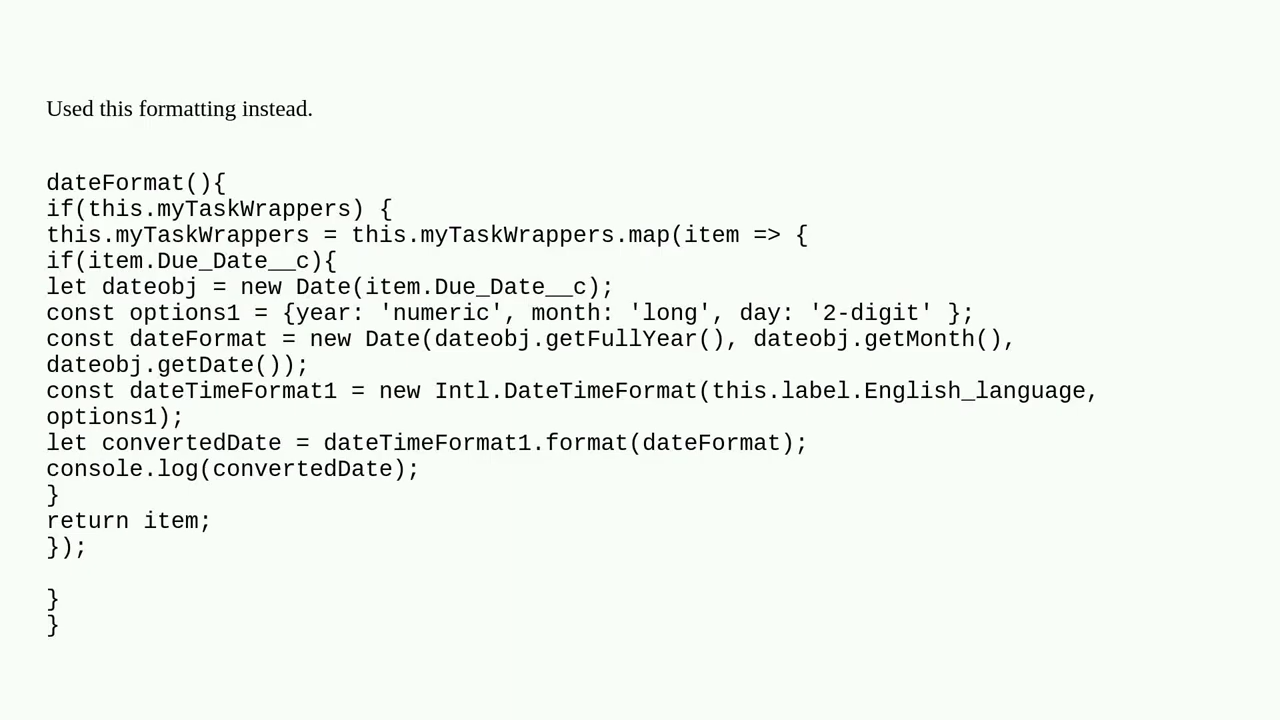 Used this formatting instead.
dateFormat(){
if(this.myTaskWrappers) {
this.myTaskWrappers = this.myTaskWrappers.map(item => {
if(item.Due_Date__c){
let dateobj = new Date(item.Due_Date__c);
const options1 = {year: 'numeric', month: 'long', day: '2-digit' };
const dateFormat = new Date(dateobj.getFullYear(), dateobj.getMonth(),
dateobj.getDate());
const dateTimeFormat1 = new Intl.DateTimeFormat(this.label.English_language,
options1);
let convertedDate = dateTimeFormat1.format(dateFormat);
console.log(convertedDate);
}
return item;
});
}
}